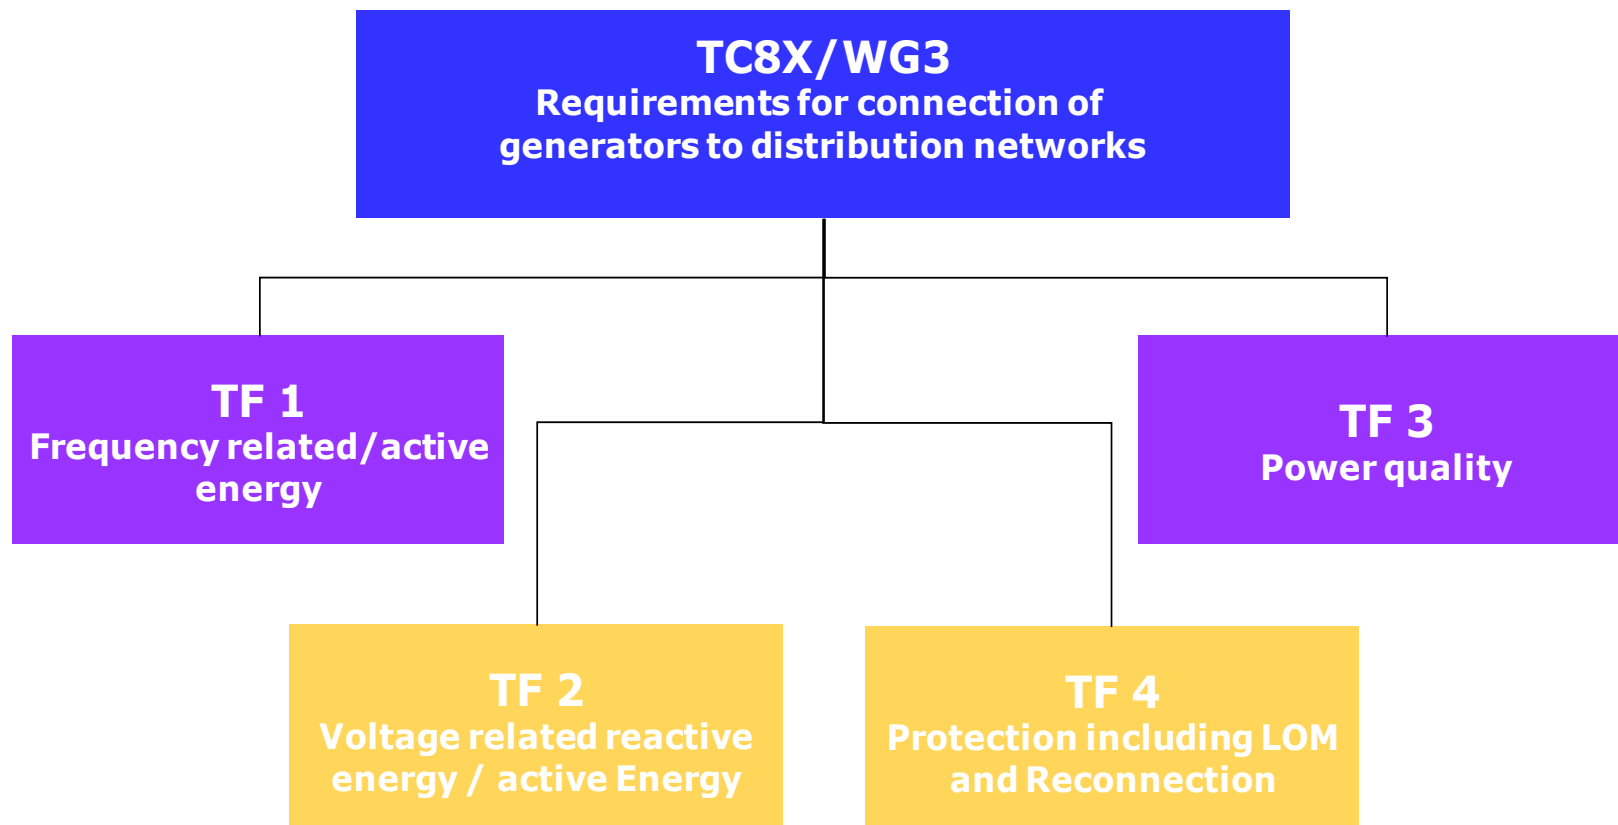 TC8X/WG3
Requirements for connection of
generators to distribution networks
TF 1
Frequency related/active
energy
TF 3
Power quality
TF 2
Voltage related reactive
energy / active Energy
TF 4
Protection including LOM
and Reconnection